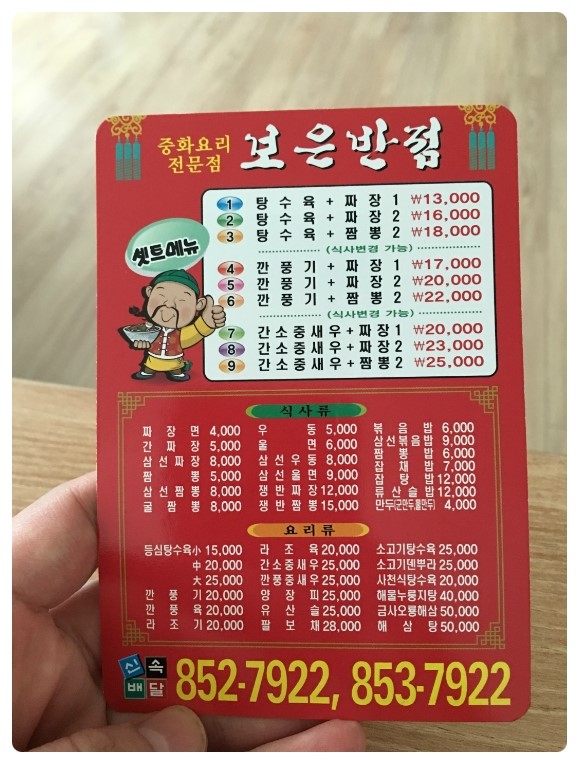 중화요리
전문점
보은반점
셋트메뉴
1 탕수육 + 짜장 1 ₩13,000
2 탕수육 + 짜장 2 ₩16,000
3 탕수육 + 짬뽕 2 ₩18,000
(식사변경 가능)
4 깐풍기 + 짜장 1 ₩17,000
5 깐풍기 + 짜장 2 ₩20,000
6 깐풍기 + 짬뽕 2 ₩22,000
(식사변경 가능)
7 간소중새우 + 짜장 1 ₩20,000
8 간소중새우 + 짜장 2 ₩23,000
9 간소중새우 + 짬뽕 2 ₩25,000
식사류
짜장면 4,000
간짜장 5,000
삼선짜장 8,000
짬뽕 5,000
삼선짬뽕 8,000
굴짬뽕 8,000
우동 5,000
울면 6,000
삼선우동 8,000
삼선울면 9,000
쟁반짜장 12,000
쟁반짬뽕 15,000
볶음밥 6,000
삼선볶음밥 9,000
짬뽕밥 6,000
잡채밥 7,000
잡탕밥 12,000
류산슬밥 12,000
만두(군만두,물만두) 4,000
요리류
등심탕수육小 15,000
中 20,000
大 25,000
깐풍기 20,000
깐풍육 20,000
라조기 20,000
라조육 20,000
간소중새우 25,000
깐풍중새우 25,000
양장피 25,000
유산슬 25,000
팔보채 28,000
소고기탕수육 25,000
소고기덴뿌라 25,000
사천식탕수육 20,000
해물누룽지탕 40,000
금사오룡해삼 50,000
해삼탕 50,000
신속
배달
852-7922, 853-7922